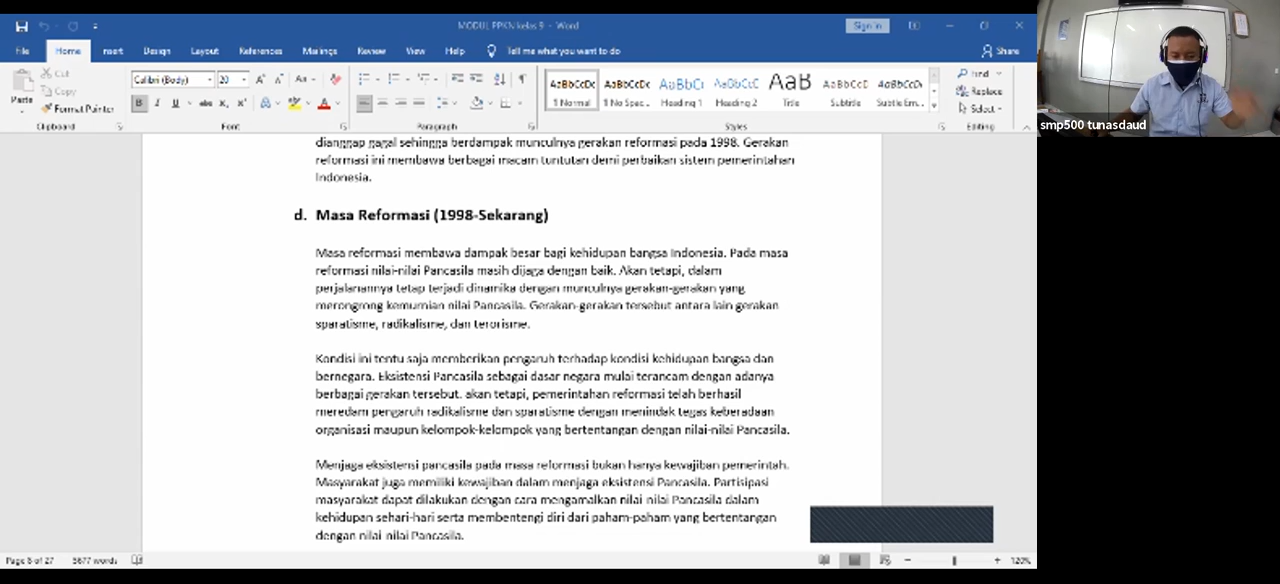 MODUL PPKN kelas 9 - Word
Sign in
File Home Insert Design Layout References Mailings Review View Help Tell me what you want to do Share
Paste
Cut
Copy
Format Painter
Clipboard
Calibri (Body) 20
Font
Paragraph
AaBbCcDc AaBbCcDc AaBbCc AaBbCcC AaB AaBbCcD AaBbCcDc
1 Normal 1 No Spac... Heading 1 Heading 2 Title Subtitle Subtle Em...
Styles
Find
Replace
Select
Editing
smp500 tunasdaud
dianggap gagal sehingga berdampak munculnya gerakan reformasi pada 1998. Gerakan
reformasi ini membawa berbagai macam tuntutan demi perbaikan sistem pemerintahan
Indonesia.
d. Masa Reformasi (1998-Sekarang)
Masa reformasi membawa dampak besar bagi kehidupan bangsa Indonesia. Pada masa
reformasi nilai-nilai Pancasila masih dijaga dengan baik. Akan tetapi, dalam
perjalanannya tetap terjadi dinamika dengan munculnya gerakan-gerakan yang
merongrong kemurnian nilai Pancasila. Gerakan-gerakan tersebut antara lain gerakan
sparatisme, radikalisme, dan terorisme.
Kondisi ini tentu saja memberikan pengaruh terhadap kondisi kehidupan bangsa dan
bernegara. Eksistensi Pancasila sebagai dasar negara mulai terancam dengan adanya
berbagai gerakan tersebut. akan tetapi, pemerintahan reformasi telah berhasil
meredam pengaruh radikalisme dan sparatisme dengan menindak tegas keberadaan
organisasi maupun kelompok-kelompok yang bertentangan dengan nilai-nilai Pancasila.
Menjaga eksistensi pancasila pada masa reformasi bukan hanya kewajiban pemerintah.
Masyarakat juga memiliki kewajiban dalam menjaga eksistensi Pancasila. Partisipasi
masyarakat dapat dilakukan dengan cara mengamalkan nilai-nilai Pancasila dalam
kehidupan sehari-hari serta membentengi diri dari paham-paham yang bertentangan
dengan nilai-nilai Pancasila.
Page 8 of 27 5677 words
120%